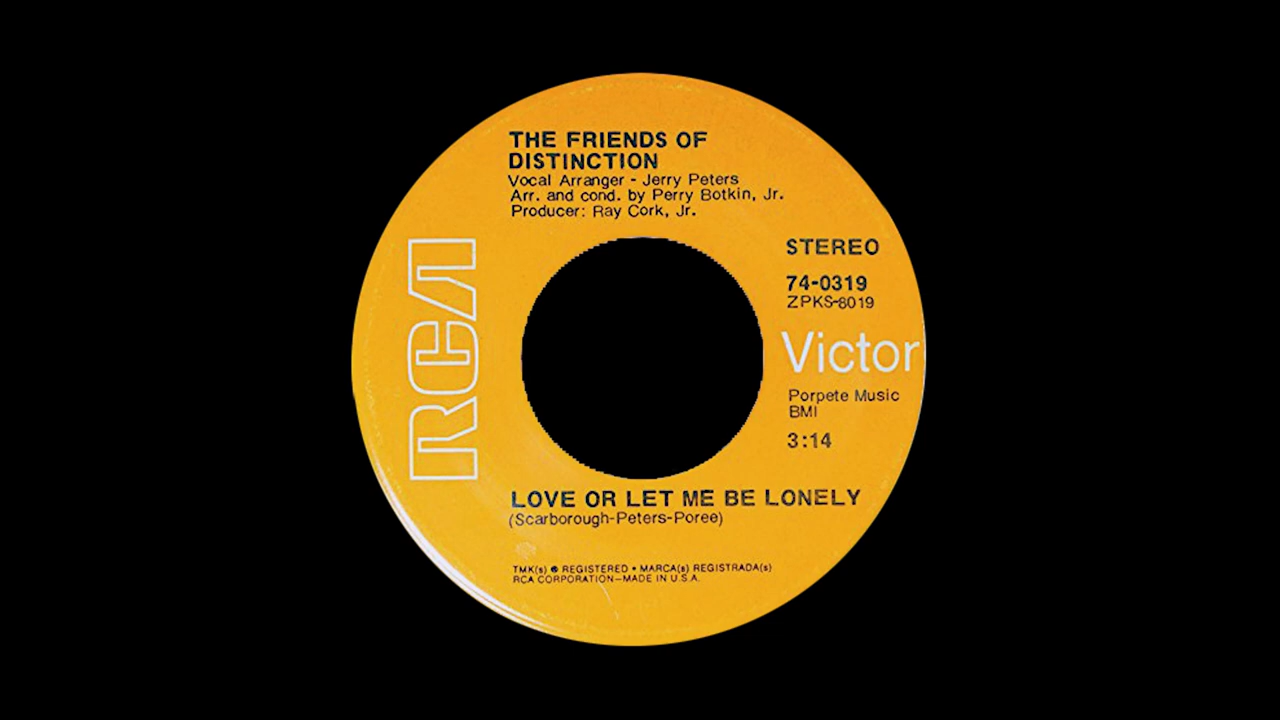 THE FRIENDS OF
DISTINCTION
Vocal Arranger - Jerry Peters
Arr. and cond. by Perry Botkin, Jr.
Producer: Ray Cork, Jr.
RCA
STEREO
74-0319
ZPKS-8019
Victor
Porpete Music
BMI
3:14
LOVE OR LET ME BE LONELY
(Scarborough-Peters-Poree)
TMK(s) ® REGISTERED • MARCA(s) REGISTRADA(s)
RCA CORPORATION—MADE IN U.S.A.